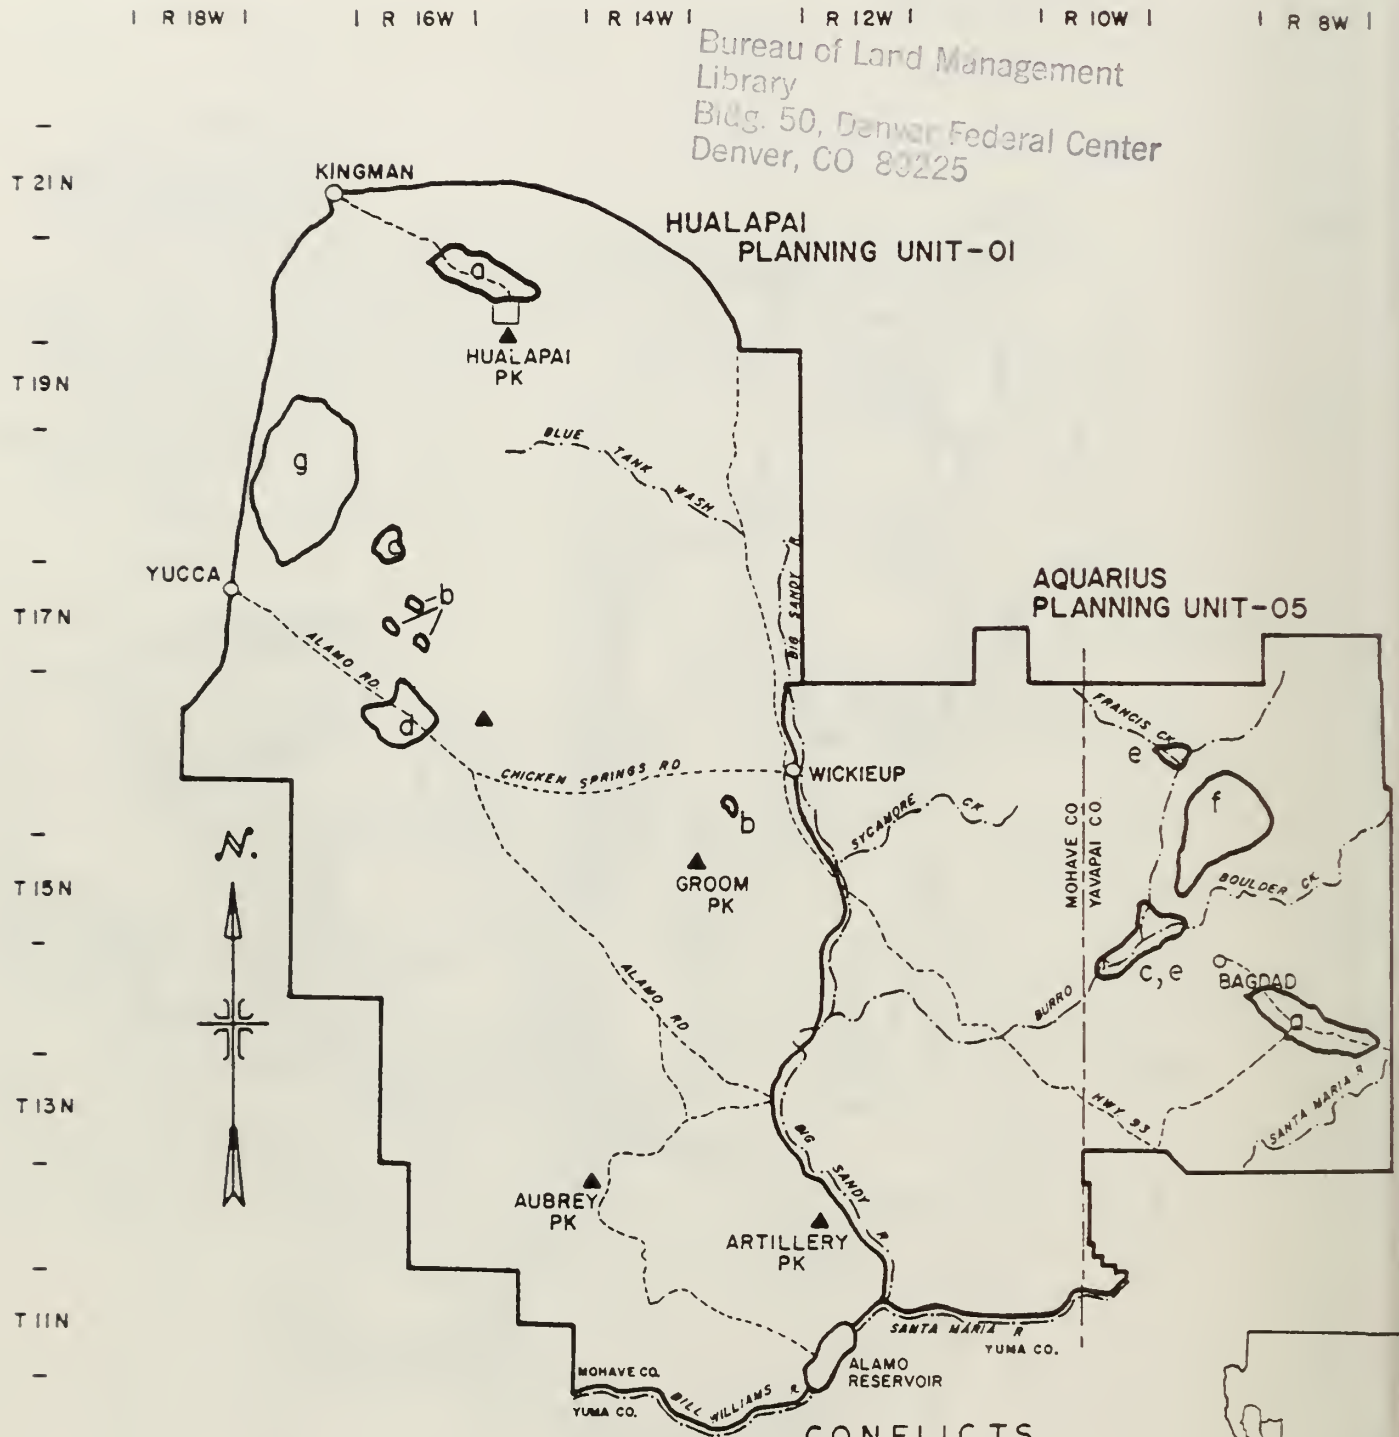 R 18W R 16W R 14W R 12W R 10W R 8W
Bureau of Land Management
Library
Bldg. 50, Denver Federal Center
Denver, CO 80225
T 21 N
KINGMAN
HUALAPAI
PLANNING UNIT-01
a
HUALAPAI
PK
T 19 N
BLUE TANK WASH
g
c
YUCCA
b
T 17 N
BIG SANDY R
AQUARIUS
PLANNING UNIT-05
ALAMO RD
d
FRANCIS CK
e
CHICKEN SPRINGS RD
WICKIEUP
f
b
SYCAMORE CK
MOHAVE CO
YAVAPAI CO.
N.
T 15 N
GROOM
PK
BOULDER CK
ALAMO RD
c, e
BAGDAD
BURRO
a
T 13 N
HWY 93
SANTA MARIA R
BIG SANDY R
AUBREY
PK
ARTILLERY
PK
T 11 N
SANTA MARIA R
YUMA CO.
MOHAVE CO.
ALAMO
RESERVOIR
YUMA CO.
BILL WILLIAMS R.
CONFLICTS